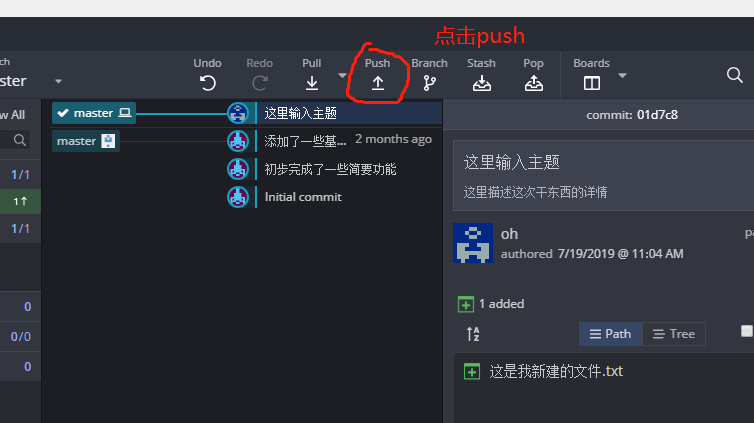 点击push
ch
ster
Undo
Redo
Pull
Push
Branch
Stash
Pop
Boards
w All
1/1
1↑
1/1
0
0/0
0
master
这里输入主题
master
添加了一些基...
2 months ago
初步完成了一些简要功能
Initial commit
commit: 01d7c8
这里输入主题
这里描述这次干东西的详情
oh
authored 7/19/2019 @ 11:04 AM
1 added
A
Z
Path
Tree
这是我新建的文件.txt